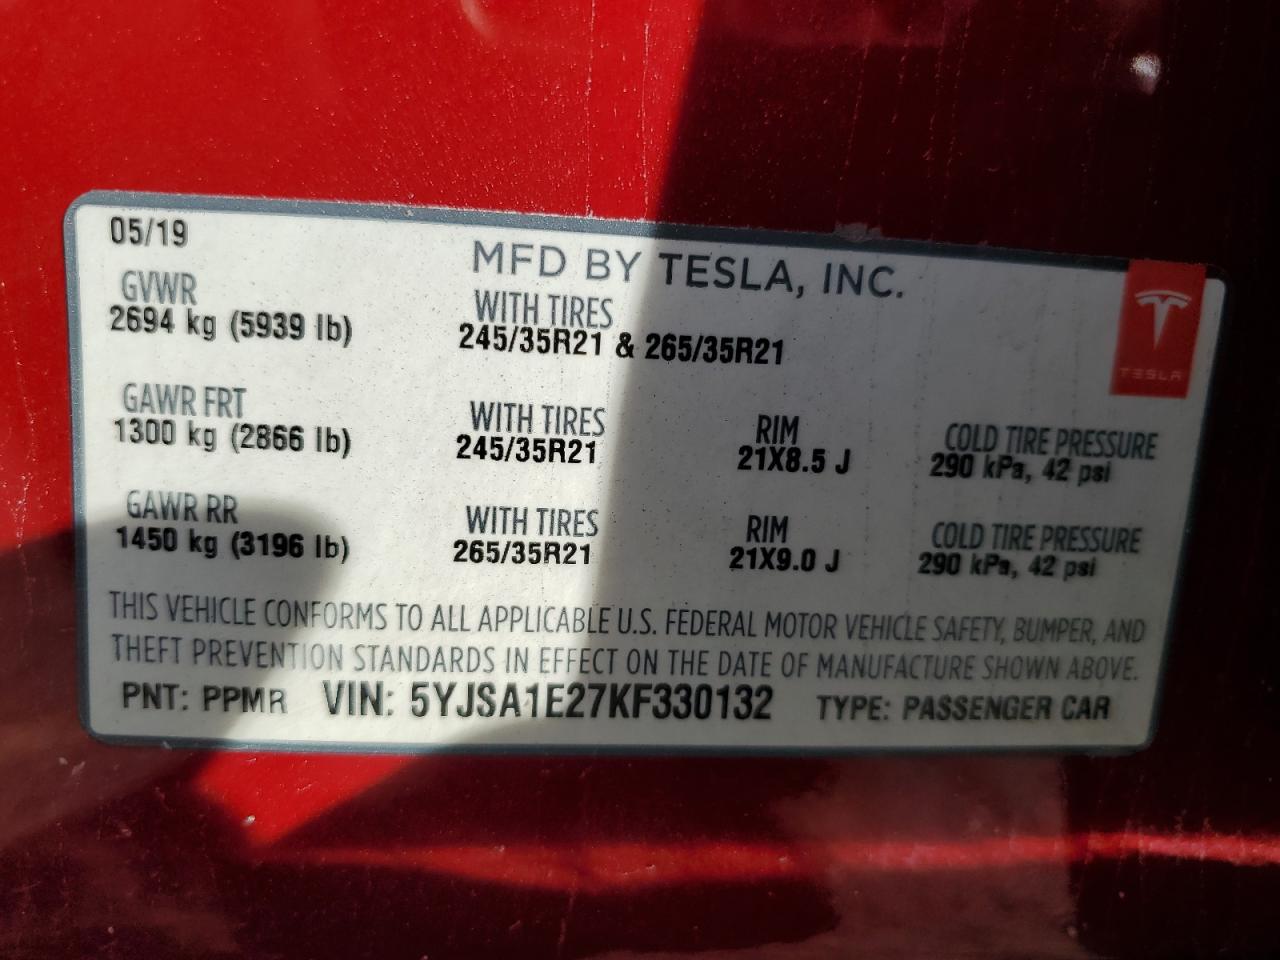 05/19
MFD BY TESLA, INC.
GVWR WITH TIRES
2694 kg (5939 lb) 245/35R21 & 265/35R21
TESLA
GAWR FRT WITH TIRES RIM COLD TIRE PRESSURE
1300 kg (2866 lb) 245/35R21 21X8.5 J 290 kPa, 42 psi
GAWR RR WITH TIRES RIM COLD TIRE PRESSURE
1450 kg (3196 lb) 265/35R21 21X9.0 J 290 kPa, 42 psi
THIS VEHICLE CONFORMS TO ALL APPLICABLE U.S. FEDERAL MOTOR VEHICLE SAFETY, BUMPER, AND
THEFT PREVENTION STANDARDS IN EFFECT ON THE DATE OF MANUFACTURE SHOWN ABOVE.
PNT: PPMR VIN: 5YJSA1E27KF330132 TYPE: PASSENGER CAR